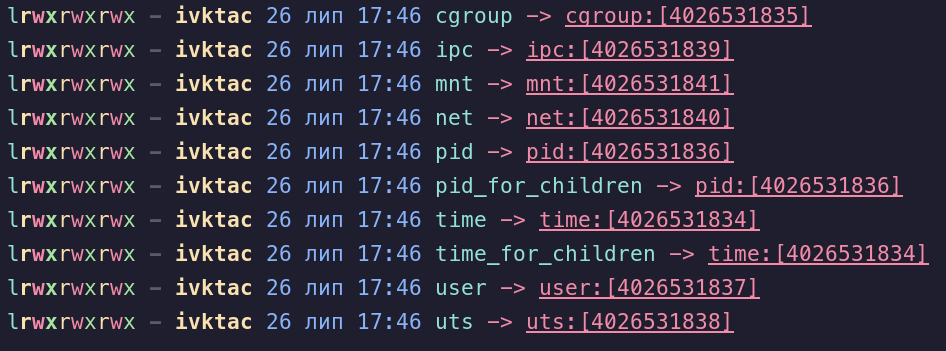 lrwxrwxrwx - ivktac 26 лип 17:46 cgroup -> cgroup:[4026531835]
lrwxrwxrwx - ivktac 26 лип 17:46 ipc -> ipc:[4026531839]
lrwxrwxrwx - ivktac 26 лип 17:46 mnt -> mnt:[4026531841]
lrwxrwxrwx - ivktac 26 лип 17:46 net -> net:[4026531840]
lrwxrwxrwx - ivktac 26 лип 17:46 pid -> pid:[4026531836]
lrwxrwxrwx - ivktac 26 лип 17:46 pid_for_children -> pid:[4026531836]
lrwxrwxrwx - ivktac 26 лип 17:46 time -> time:[4026531834]
lrwxrwxrwx - ivktac 26 лип 17:46 time_for_children -> time:[4026531834]
lrwxrwxrwx - ivktac 26 лип 17:46 user -> user:[4026531837]
lrwxrwxrwx - ivktac 26 лип 17:46 uts -> uts:[4026531838]